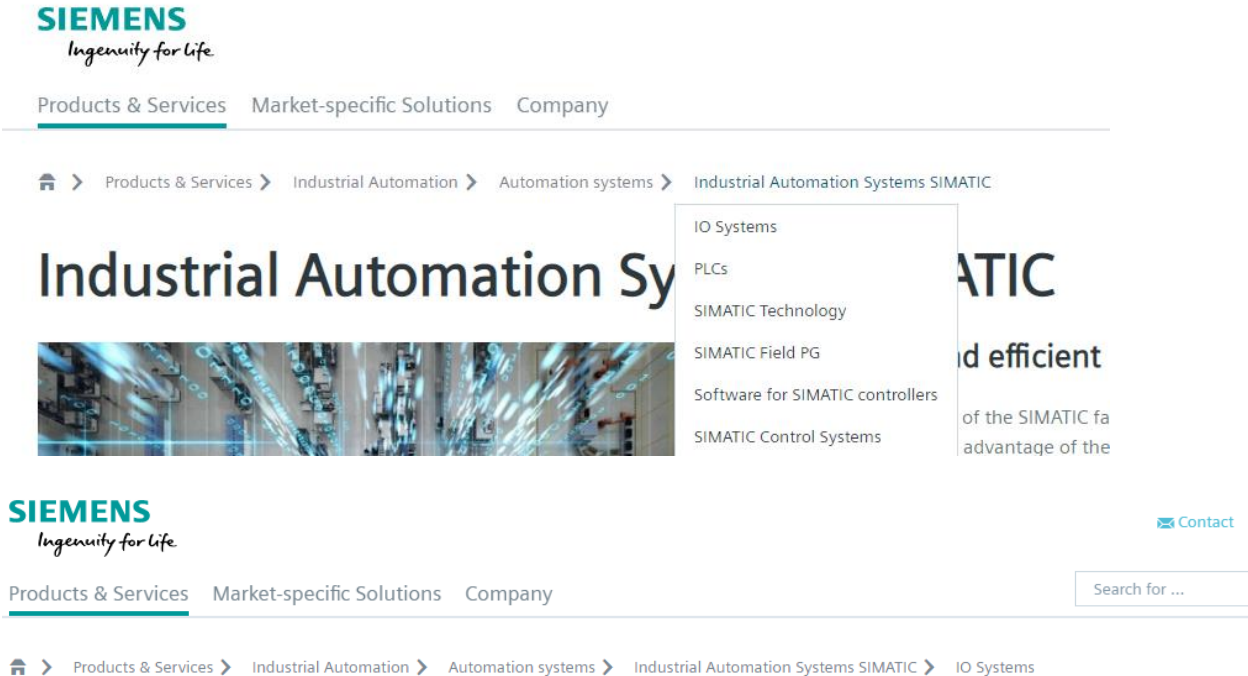 SIEMENS
Ingenuity for life
Products & Services Market-specific Solutions Company
Products & Services Industrial Automation Automation systems Industrial Automation Systems SIMATIC
IO Systems
Industrial Automation Sy ATIC
PLCs
SIMATIC Technology
SIMATIC Field PG
d efficient
Software for SIMATIC controllers
of the SIMATIC fa
SIMATIC Control Systems
advantage of the
SIEMENS
Contact
Ingenuity for life
Products & Services Market-specific Solutions Company
Search for ...
Products & Services Industrial Automation Automation systems Industrial Automation Systems SIMATIC IO Systems